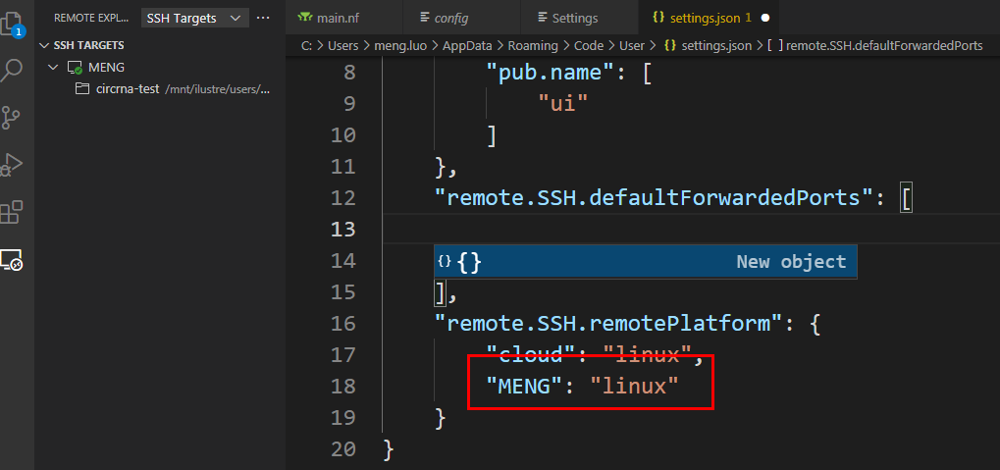 REMOTE EXPL... SSH Targets ...
SSH TARGETS
MENG
circrna-test /mnt/ilustre/users/...
1
main.nf config Settings {} settings.json 1
C: > Users > meng.luo > AppData > Roaming > Code > User > {} settings.json > [ ] remote.SSH.defaultForwardedPorts
8 "pub.name": [
9 "ui"
10 ]
11 },
12 "remote.SSH.defaultForwardedPorts": [
13
14 {} {} New object
15 ],
16 "remote.SSH.remotePlatform": {
17 "cloud": "linux",
18 "MENG": "linux"
19 }
20 }